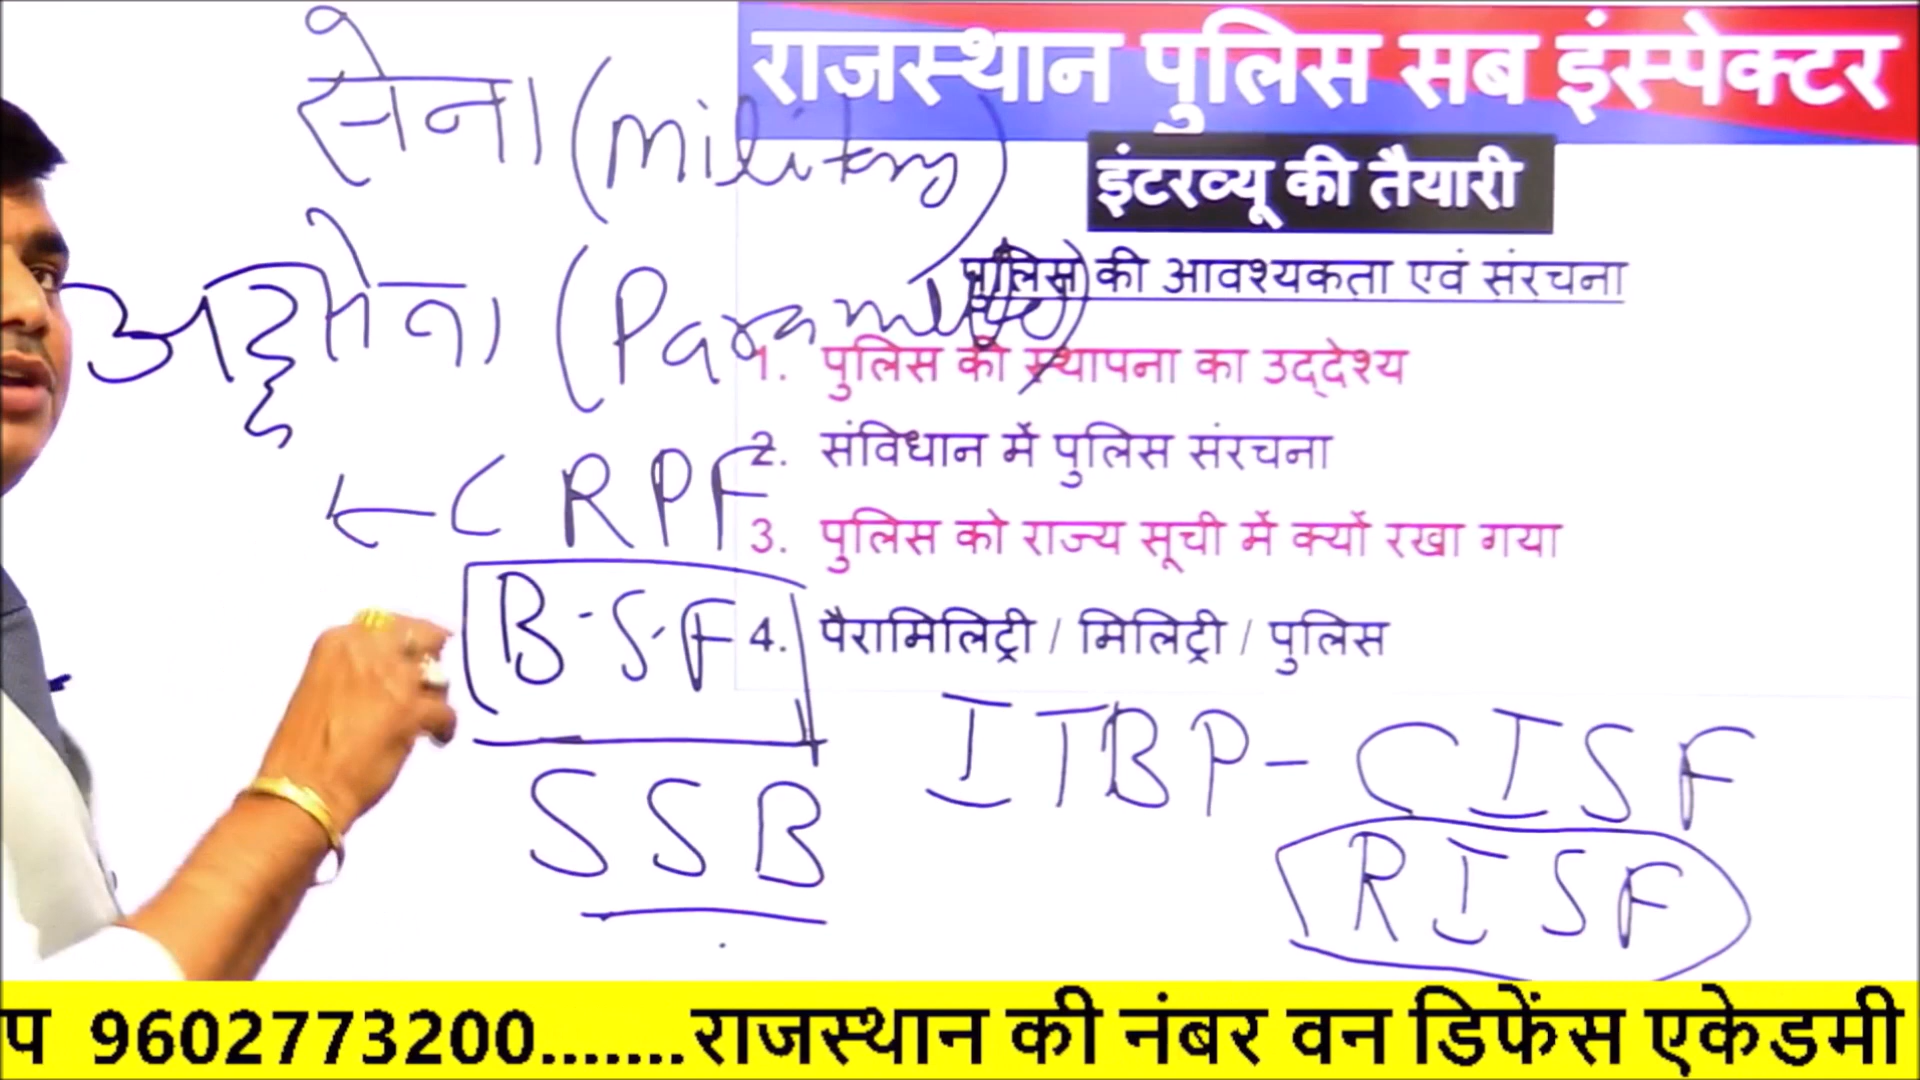 राजस्थान पुलिस सब इंस्पेक्टर
इंटरव्यू की तैयारी
पुलिस की आवश्यकता एवं संरचना
1. पुलिस की स्थापना का उद्देश्य
2. संविधान में पुलिस संरचना
3. पुलिस को राज्य सूची में क्यों रखा गया
4. पैरामिलिट्री / मिलिट्री / पुलिस
सेना (military)
अर्द्धसेना (Para
← CRPF
B.S.F
SSB
ITBP - CISF
RISF
प 9602773200.......राजस्थान की नंबर वन डिफेंस एकेडमी